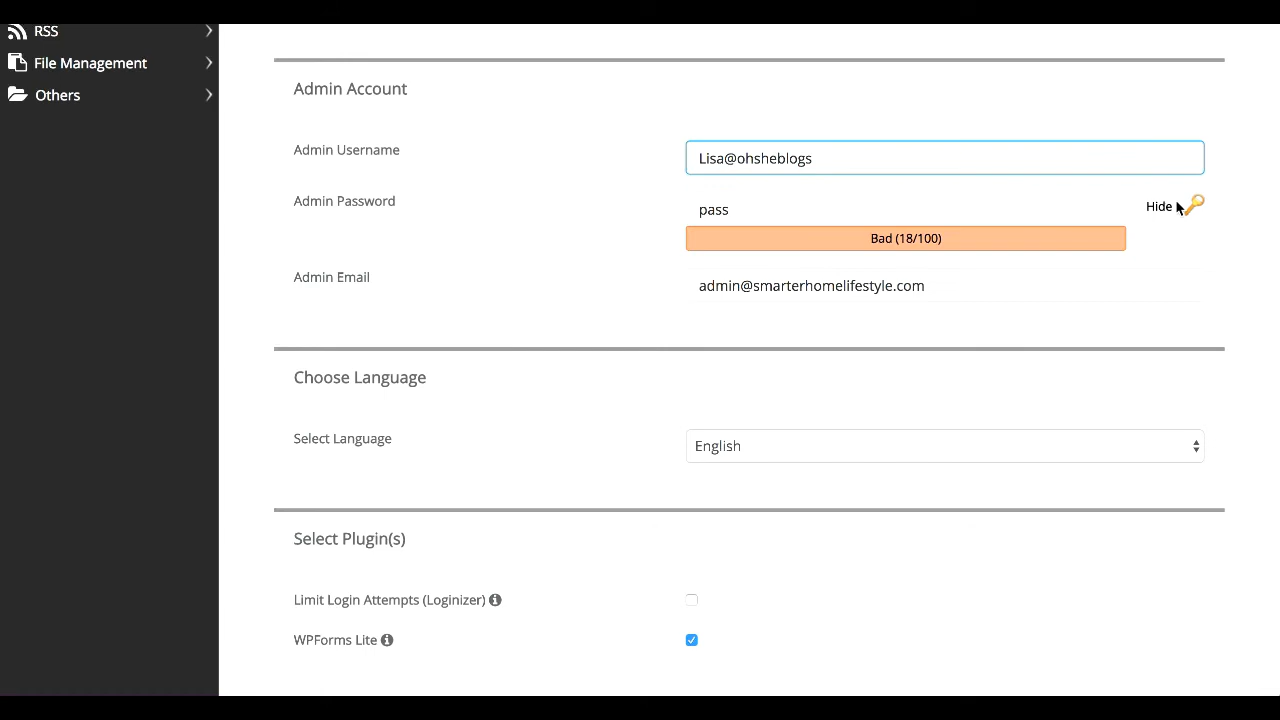 RSS
File Management
Others
Admin Account
Admin Username
Lisa@ohsheblogs
Admin Password
pass
Hide
Bad (18/100)
Admin Email
admin@smarterhomelifestyle.com
Choose Language
Select Language
English
Select Plugin(s)
Limit Login Attempts (Loginizer)
WPForms Lite